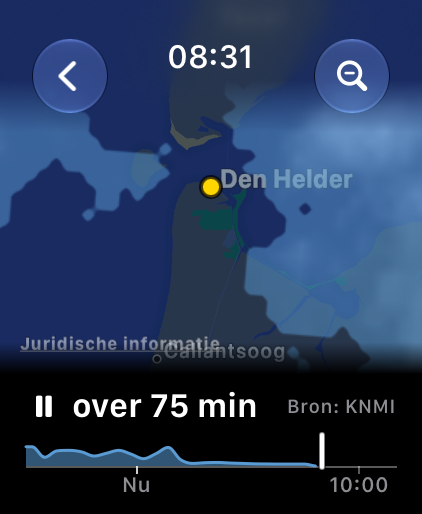 08:31
Den Helder
Juridische informatie
Callantsoog
over 75 min
Bron: KNMI
Nu
10:00